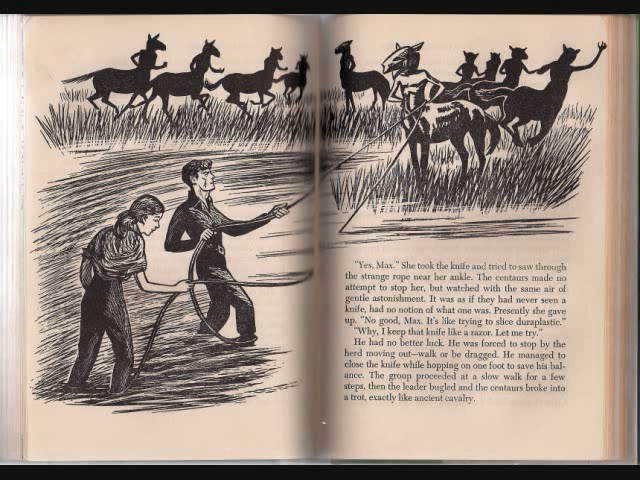 "Yes, Max." She took the knife and tried to saw through
the strange rope near her ankle. The centaurs made no
attempt to stop her, but watched with the same air of
gentle astonishment. It was as if they had never seen a
knife, had no notion of what one was. Presently she gave
up. "No good, Max. It's like trying to slice duraplastic."
"Why, I keep that knife like a razor. Let me try."
He had no better luck. He was forced to stop by the
herd moving out—walk or be dragged. He managed to
close the knife while hopping on one foot to save his bal-
ance. The group proceeded at a slow walk for a few
steps, then the leader bugled and the centaurs broke into
a trot, exactly like ancient cavalry.